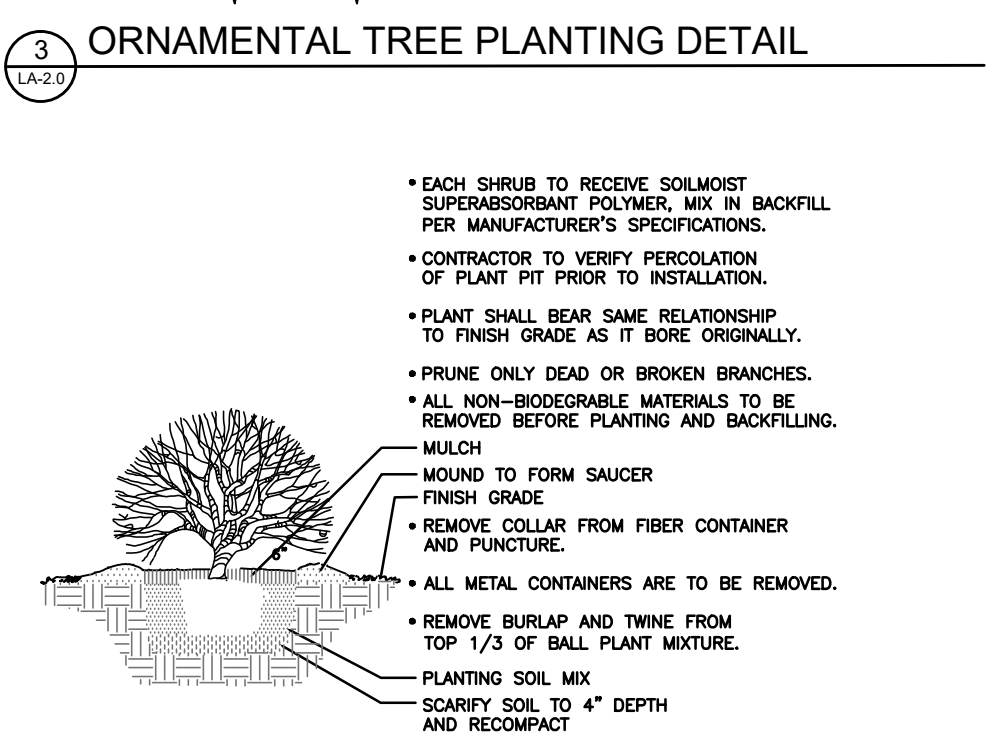 3
LA-2.0
ORNAMENTAL TREE PLANTING DETAIL
• EACH SHRUB TO RECEIVE SOILMOIST
SUPERABSORBANT POLYMER, MIX IN BACKFILL
PER MANUFACTURER'S SPECIFICATIONS.
• CONTRACTOR TO VERIFY PERCOLATION
OF PLANT PIT PRIOR TO INSTALLATION.
• PLANT SHALL BEAR SAME RELATIONSHIP
TO FINISH GRADE AS IT BORE ORIGINALLY.
• PRUNE ONLY DEAD OR BROKEN BRANCHES.
• ALL NON-BIODEGRABLE MATERIALS TO BE
REMOVED BEFORE PLANTING AND BACKFILLING.
MULCH
MOUND TO FORM SAUCER
FINISH GRADE
• REMOVE COLLAR FROM FIBER CONTAINER
AND PUNCTURE.
6"
• ALL METAL CONTAINERS ARE TO BE REMOVED.
• REMOVE BURLAP AND TWINE FROM
TOP 1/3 OF BALL PLANT MIXTURE.
PLANTING SOIL MIX
SCARIFY SOIL TO 4" DEPTH
AND RECOMPACT